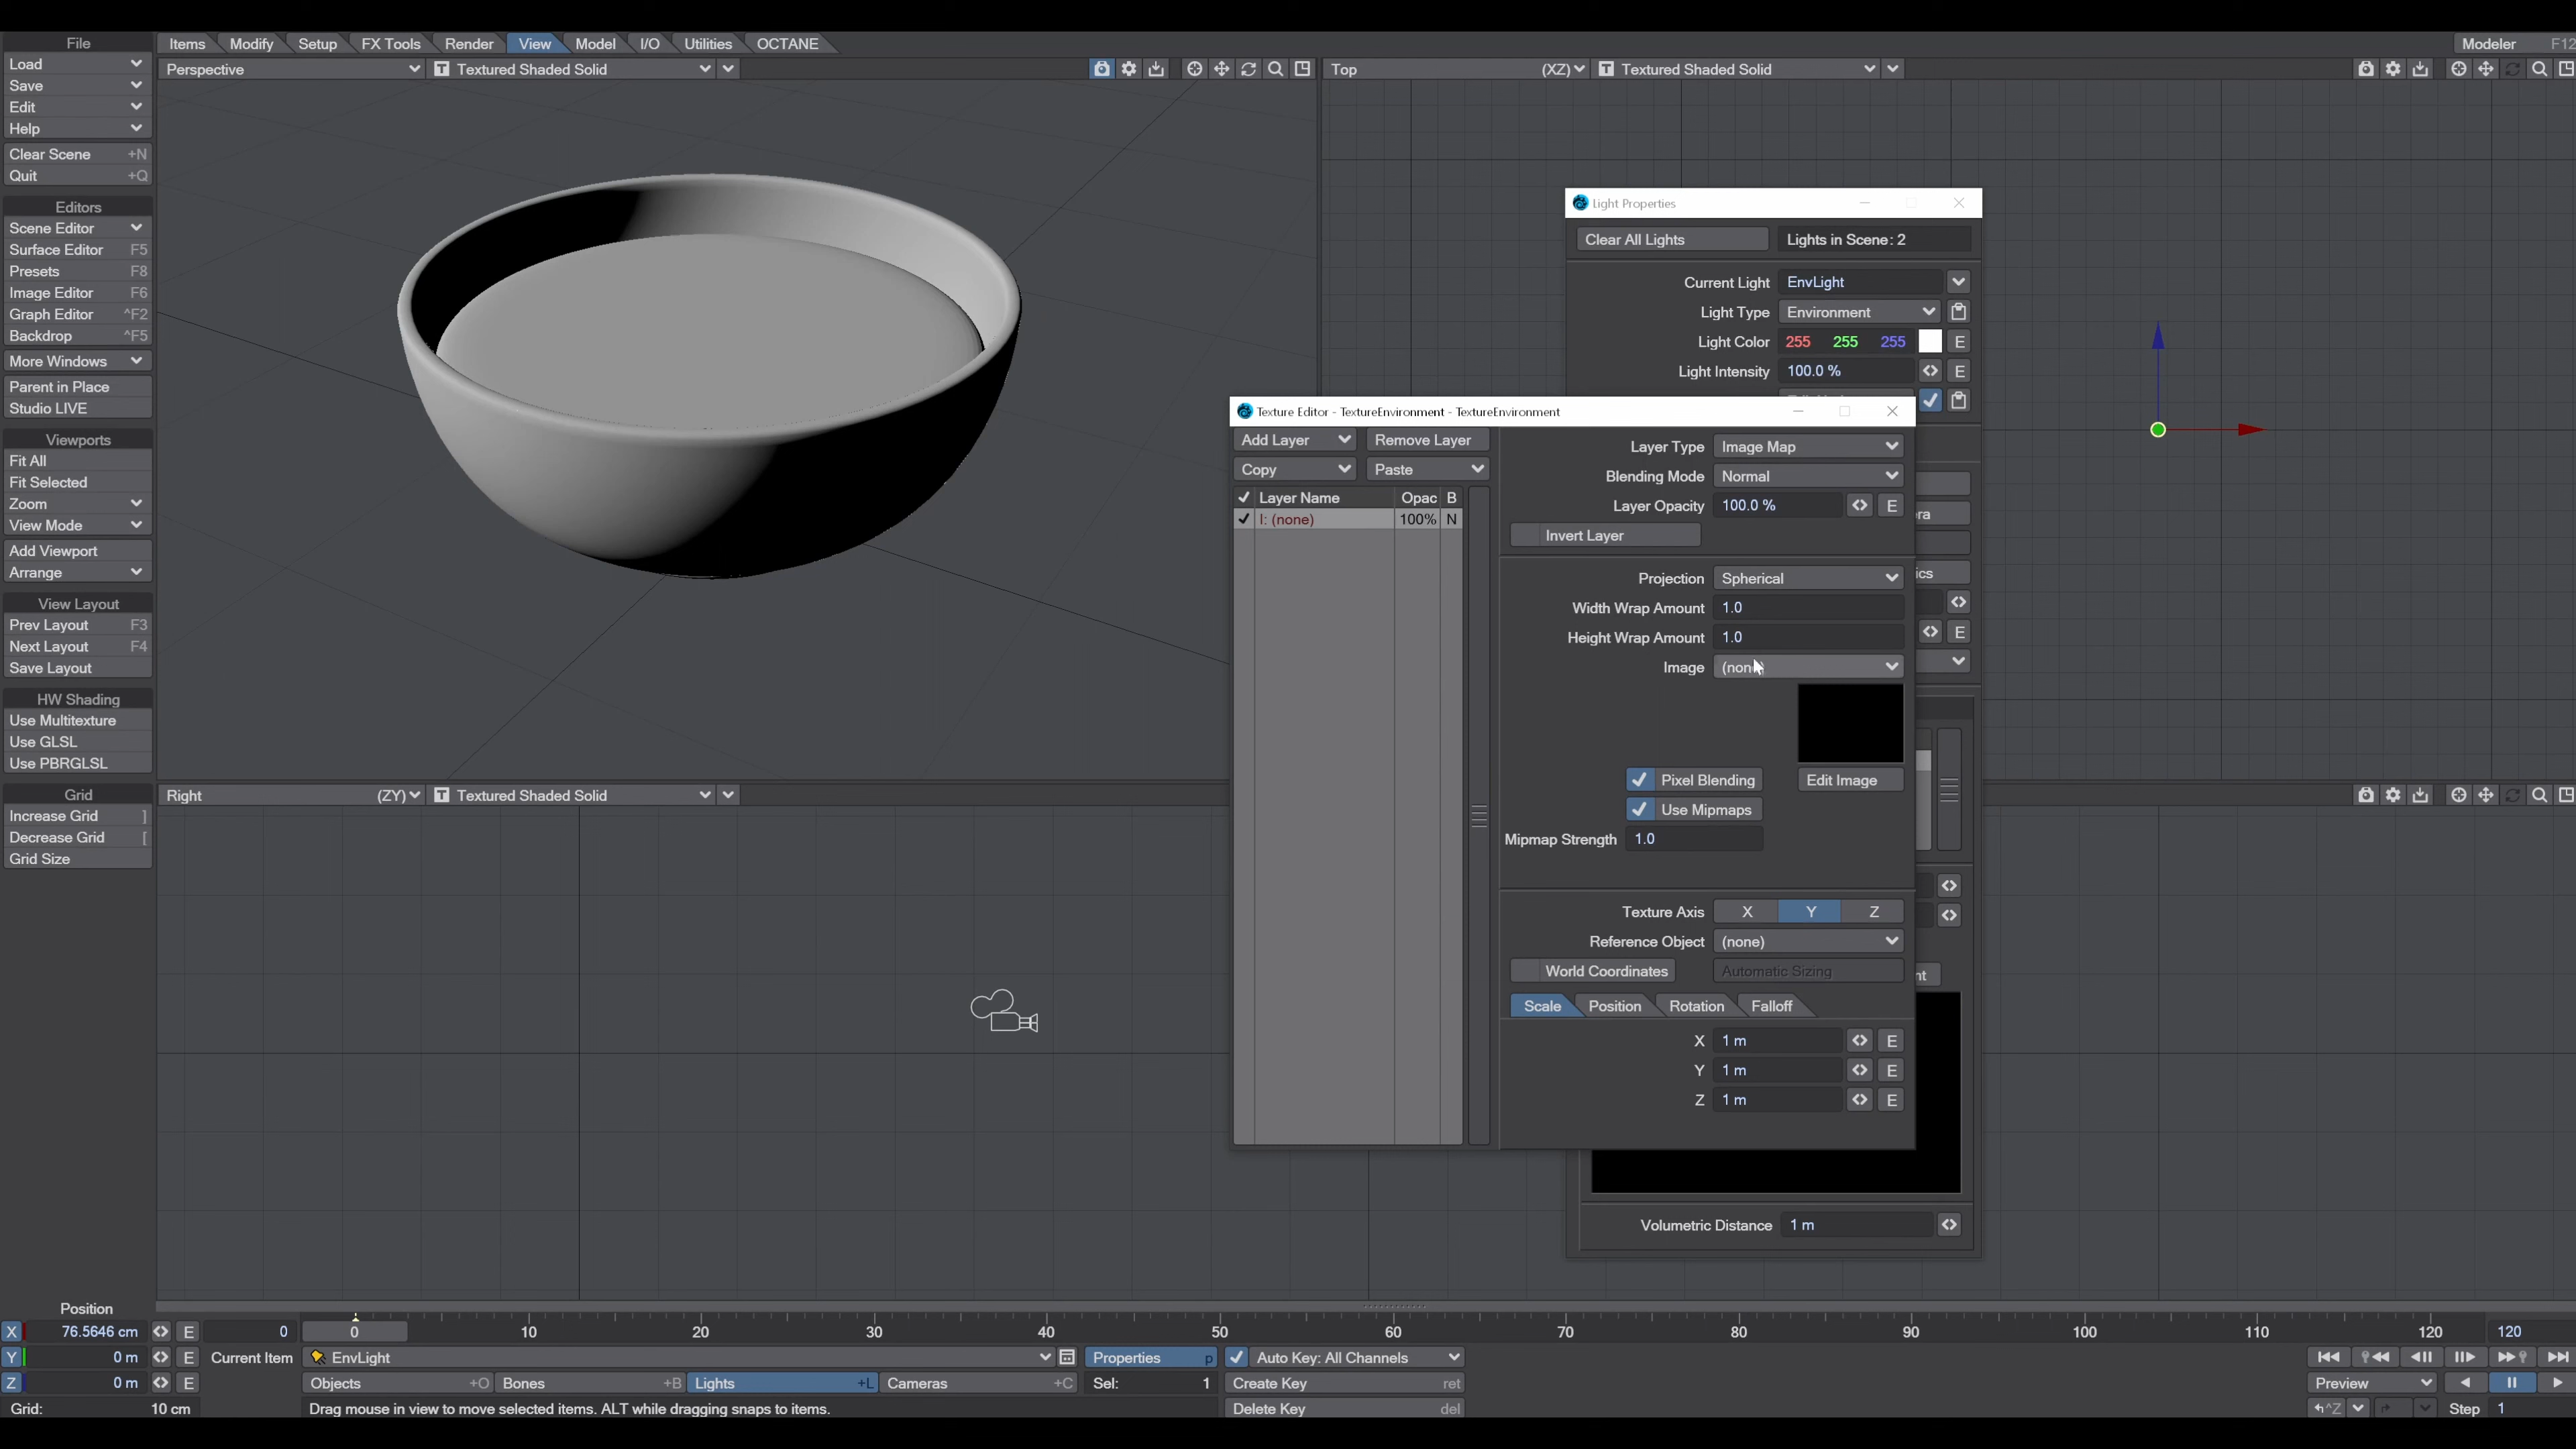 File
Items Modify Setup FX Tools Render View Model I/O Utilities OCTANE
Modeler F12
Load
Save
Edit
Help
Clear Scene +N
Quit +Q
Editors
Scene Editor
Surface Editor F5
Presets F8
Image Editor F6
Graph Editor ^F2
Backdrop ^F5
More Windows
Parent in Place
Studio LIVE
Viewports
Fit All
Fit Selected
Zoom
View Mode
Add Viewport
Arrange
View Layout
Prev Layout F3
Next Layout F4
Save Layout
HW Shading
Use Multitexture
Use GLSL
Use PBRGLSL
Grid
Increase Grid ]
Decrease Grid [
Grid Size
Perspective T Textured Shaded Solid
Top (XZ) T Textured Shaded Solid
Right (ZY) T Textured Shaded Solid
Light Properties
Clear All Lights Lights in Scene: 2
Current Light EnvLight
Light Type Environment
Light Color 255 255 255 E
Light Intensity 100.0 % E
Texture Editor - TextureEnvironment - TextureEnvironment
Add Layer Remove Layer
Copy Paste
Layer Name Opac B
I: (none) 100% N
Layer Type Image Map
Blending Mode Normal
Layer Opacity 100.0 % E
Invert Layer
Projection Spherical
Width Wrap Amount 1.0
Height Wrap Amount 1.0
E
Image
Pixel Blending Edit Image
Use Mipmaps
Mipmap Strength 1.0
Texture Axis X Y Z
Reference Object (none)
World Coordinates Automatic Sizing
Scale Position Rotation Falloff
X 1 m E
Y 1 m E
Z 1 m E
Volumetric Distance 1 m
Position
X 76.5646 cm E 0 0 10 20 30 40 50 60 70 80 90 100 110 120 120
Y 0 m E Current Item EnvLight Properties p Auto Key: All Channels
Z 0 m E Objects +O Bones +B Lights +L Cameras +C Sel: 1 Create Key ret Preview
Grid: 10 cm Drag mouse in view to move selected items. ALT while dragging snaps to items. Delete Key del ^Z Step 1